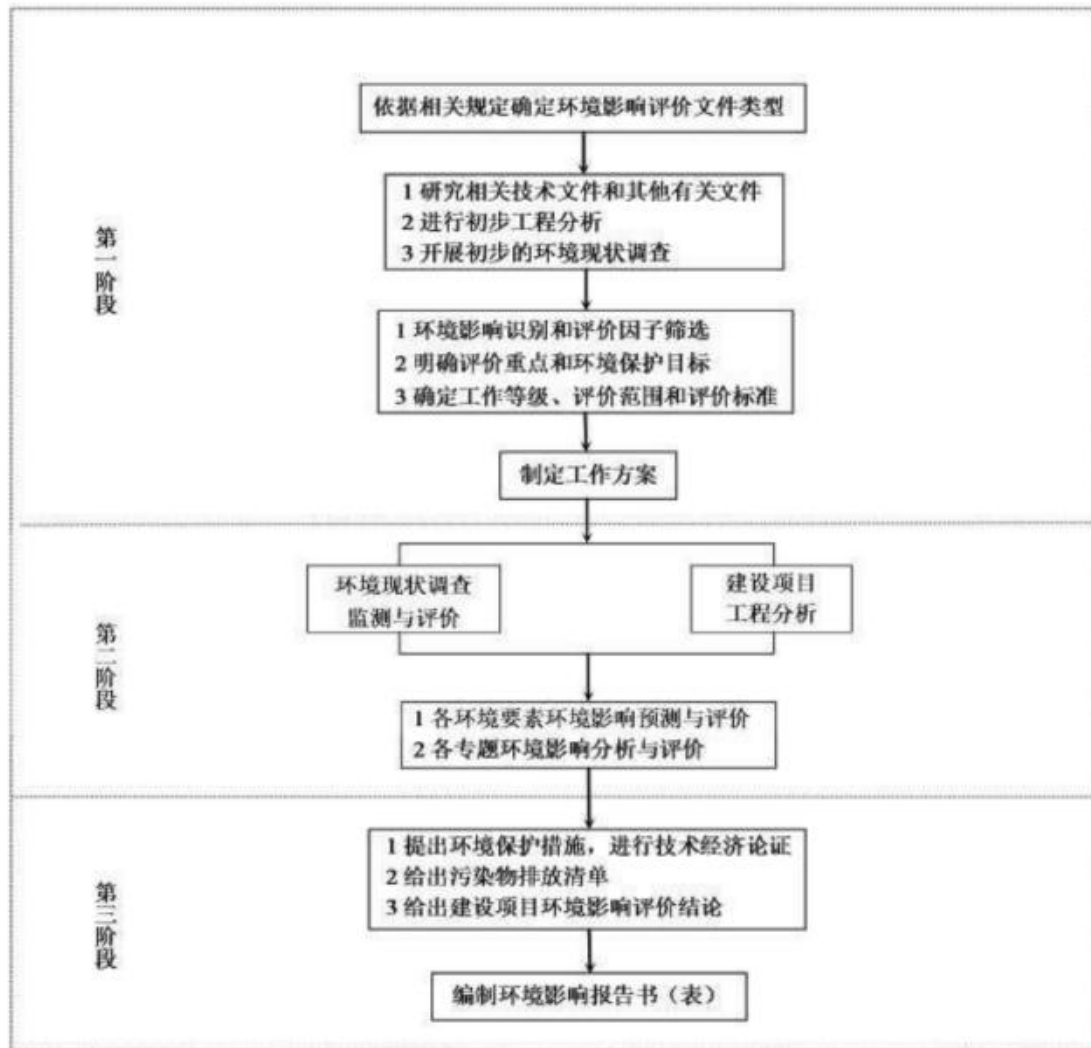 依据相关规定确定环境影响评价文件类型
1 研究相关技术文件和其他有关文件
2 进行初步工程分析
3 开展初步的环境现状调查
第一阶段
1 环境影响识别和评价因子筛选
2 明确评价重点和环境保护目标
3 确定工作等级、评价范围和评价标准
制定工作方案
环境现状调查
监测与评价
建设项目
工程分析
第二阶段
1 各环境要素环境影响预测与评价
2 各专题环境影响分析与评价
1 提出环境保护措施，进行技术经济论证
2 给出污染物排放清单
3 给出建设项目环境影响评价结论
第三阶段
编制环境影响报告书（表）